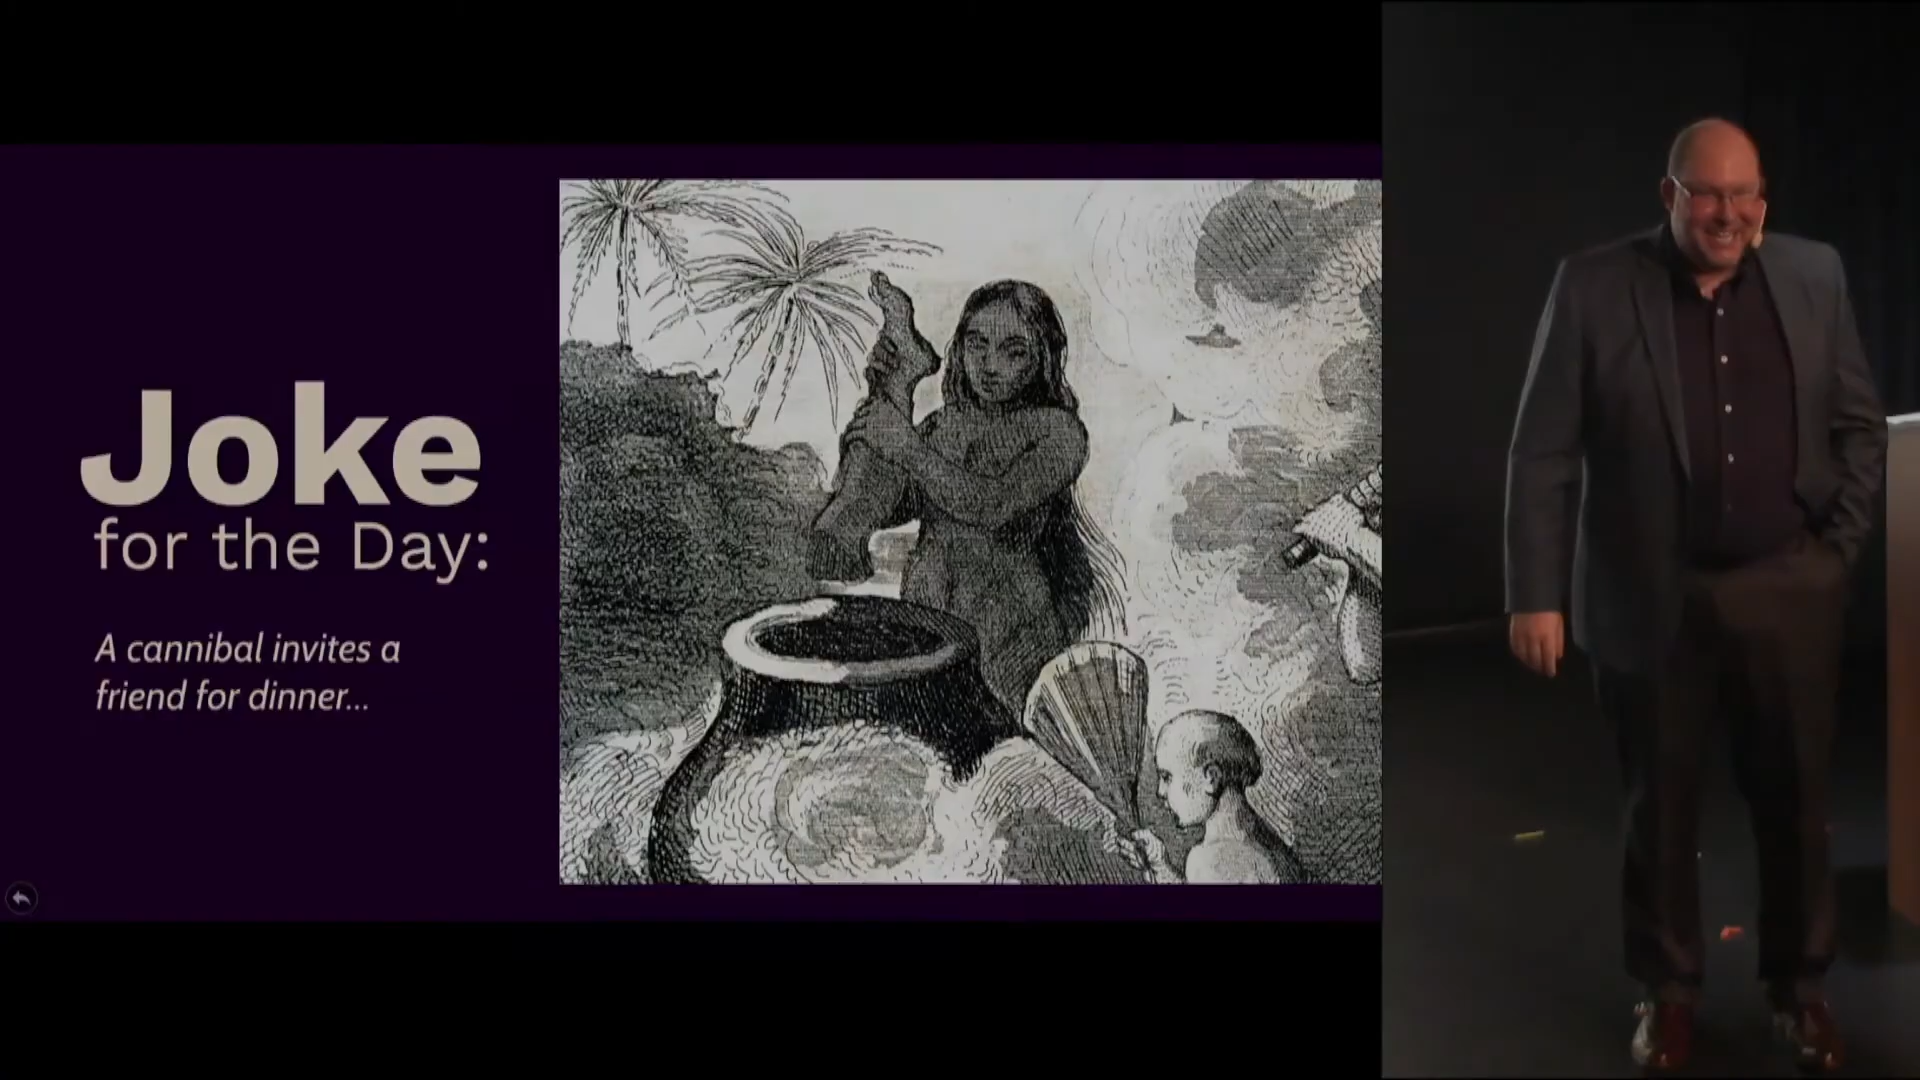 Joke
for the Day:
A cannibal invites a
friend for dinner...